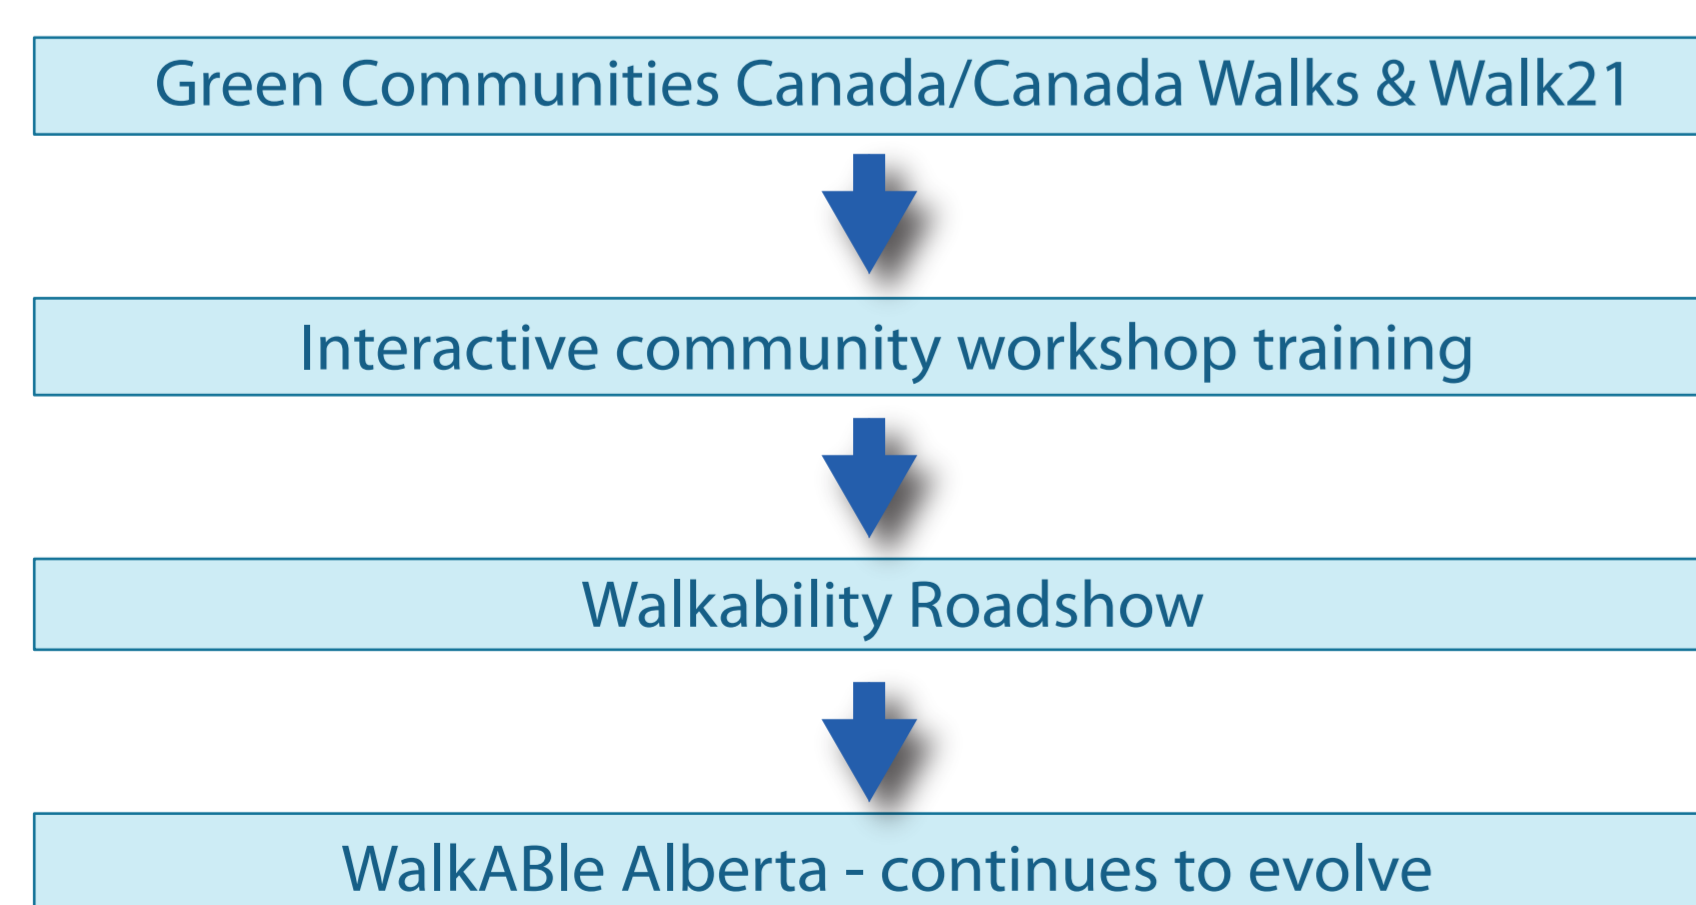 Green Communities Canada/Canada Walks & Walk21
Interactive community workshop training
Walkability Roadshow
WalkABle Alberta - continues to evolve